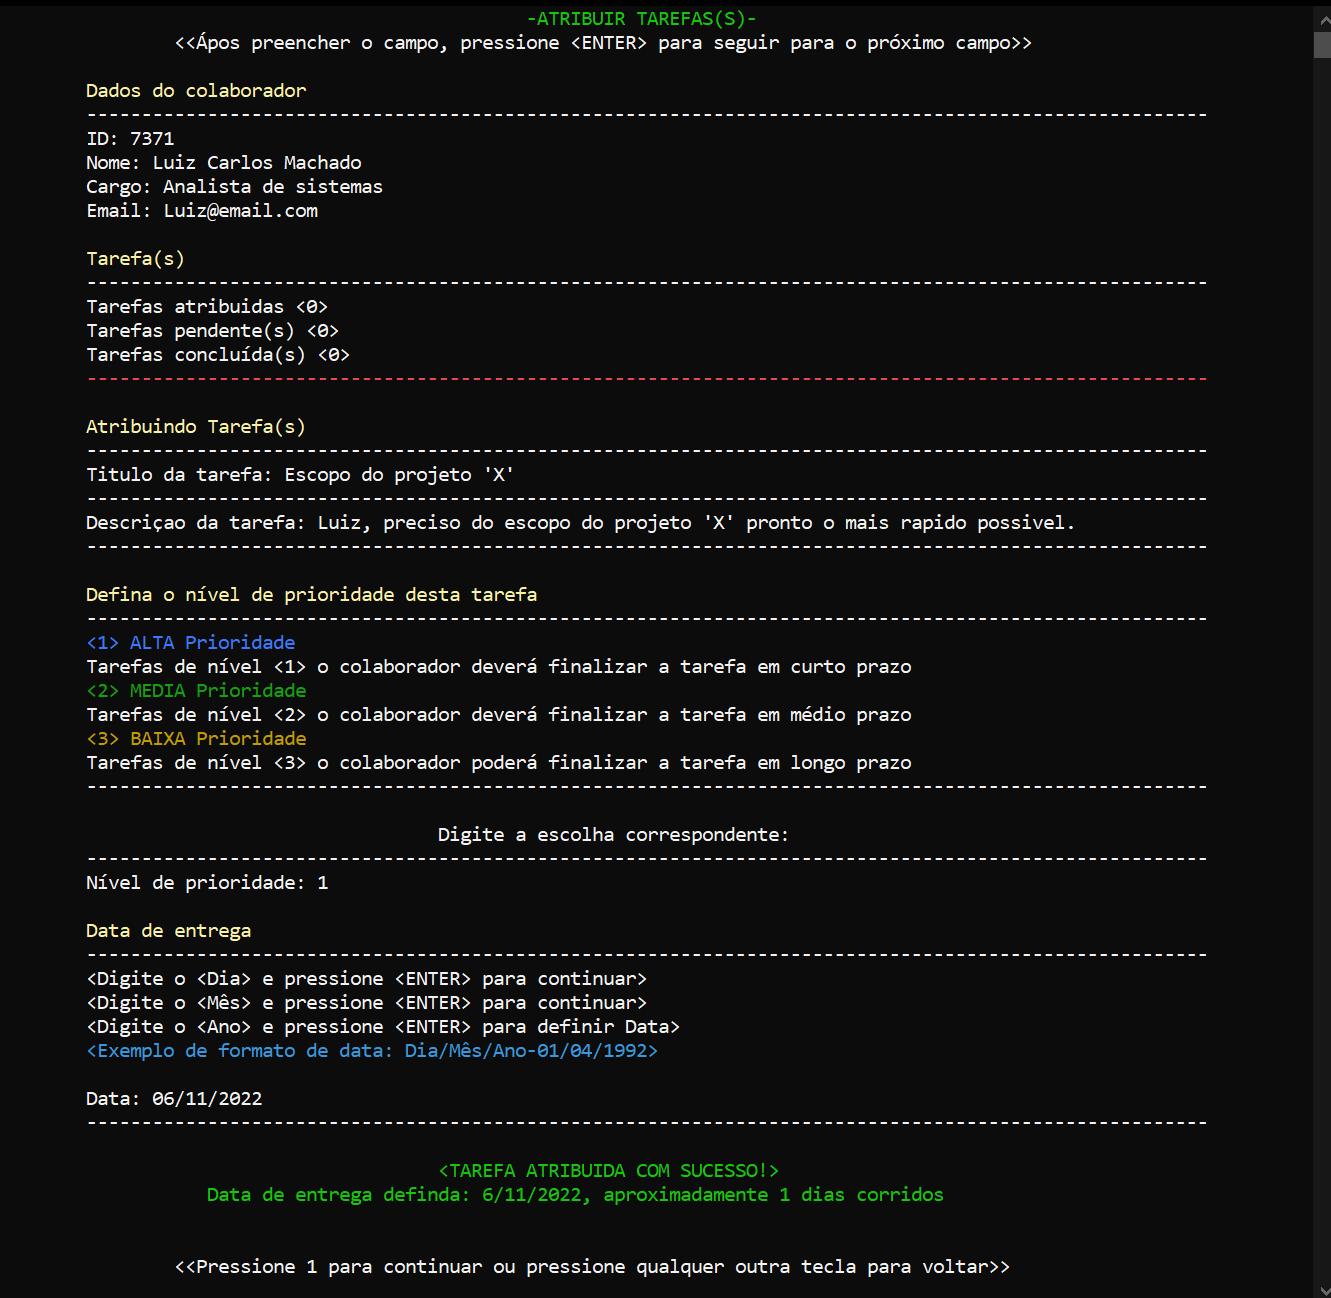 -ATRIBUIR TAREFAS(S)-
<<Ápos preencher o campo, pressione <ENTER> para seguir para o próximo campo>>
Dados do colaborador
------------------------------------------------------------------------------------------------------
ID: 7371
Nome: Luiz Carlos Machado
Cargo: Analista de sistemas
Email: Luiz@email.com
Tarefa(s)
------------------------------------------------------------------------------------------------------
Tarefas atribuidas <0>
Tarefas pendente(s) <0>
Tarefas concluída(s) <0>
------------------------------------------------------------------------------------------------------
Atribuindo Tarefa(s)
------------------------------------------------------------------------------------------------------
Titulo da tarefa: Escopo do projeto 'X'
------------------------------------------------------------------------------------------------------
Descriçao da tarefa: Luiz, preciso do escopo do projeto 'X' pronto o mais rapido possivel.
------------------------------------------------------------------------------------------------------
Defina o nível de prioridade desta tarefa
------------------------------------------------------------------------------------------------------
<1> ALTA Prioridade
Tarefas de nível <1> o colaborador deverá finalizar a tarefa em curto prazo
<2> MEDIA Prioridade
Tarefas de nível <2> o colaborador deverá finalizar a tarefa em médio prazo
<3> BAIXA Prioridade
Tarefas de nível <3> o colaborador poderá finalizar a tarefa em longo prazo
------------------------------------------------------------------------------------------------------
Digite a escolha correspondente:
------------------------------------------------------------------------------------------------------
Nível de prioridade: 1
Data de entrega
------------------------------------------------------------------------------------------------------
<Digite o <Dia> e pressione <ENTER> para continuar>
<Digite o <Mês> e pressione <ENTER> para continuar>
<Digite o <Ano> e pressione <ENTER> para definir Data>
<Exemplo de formato de data: Dia/Mês/Ano-01/04/1992>
Data: 06/11/2022
------------------------------------------------------------------------------------------------------
<TAREFA ATRIBUIDA COM SUCESSO!>
Data de entrega definda: 6/11/2022, aproximadamente 1 dias corridos
<<Pressione 1 para continuar ou pressione qualquer outra tecla para voltar>>